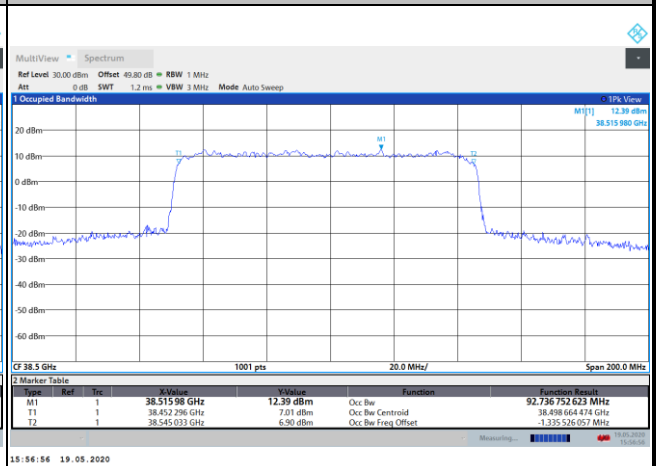 MultiView Spectrum
Ref Level 30.00 dBm Offset 49.80 dB RBW 1 MHz
Att 0 dB SWT 1.2 ms VBW 3 MHz Mode Auto Sweep
1 Occupied Bandwidth 1Pk View
M1[1] 12.39 dBm
38.515 980 GHz
20 dBm
M1
T1 T2
10 dBm
0 dBm
-10 dBm
-20 dBm
-30 dBm
-40 dBm
-50 dBm
-60 dBm
CF 38.5 GHz 1001 pts 20.0 MHz/ Span 200.0 MHz
2 Marker Table
Type Ref Trc X-Value Y-Value Function Function Result
M1 1 38.515 98 GHz 12.39 dBm Occ Bw 92.736 752 623 MHz
T1 1 38.452 296 GHz 7.01 dBm Occ Bw Centroid 38.498 664 474 GHz
T2 1 38.545 033 GHz 6.90 dBm Occ Bw Freq Offset -1.335 526 057 MHz
Measuring... 19.05.2020
15:56:56
15:56:56 19.05.2020